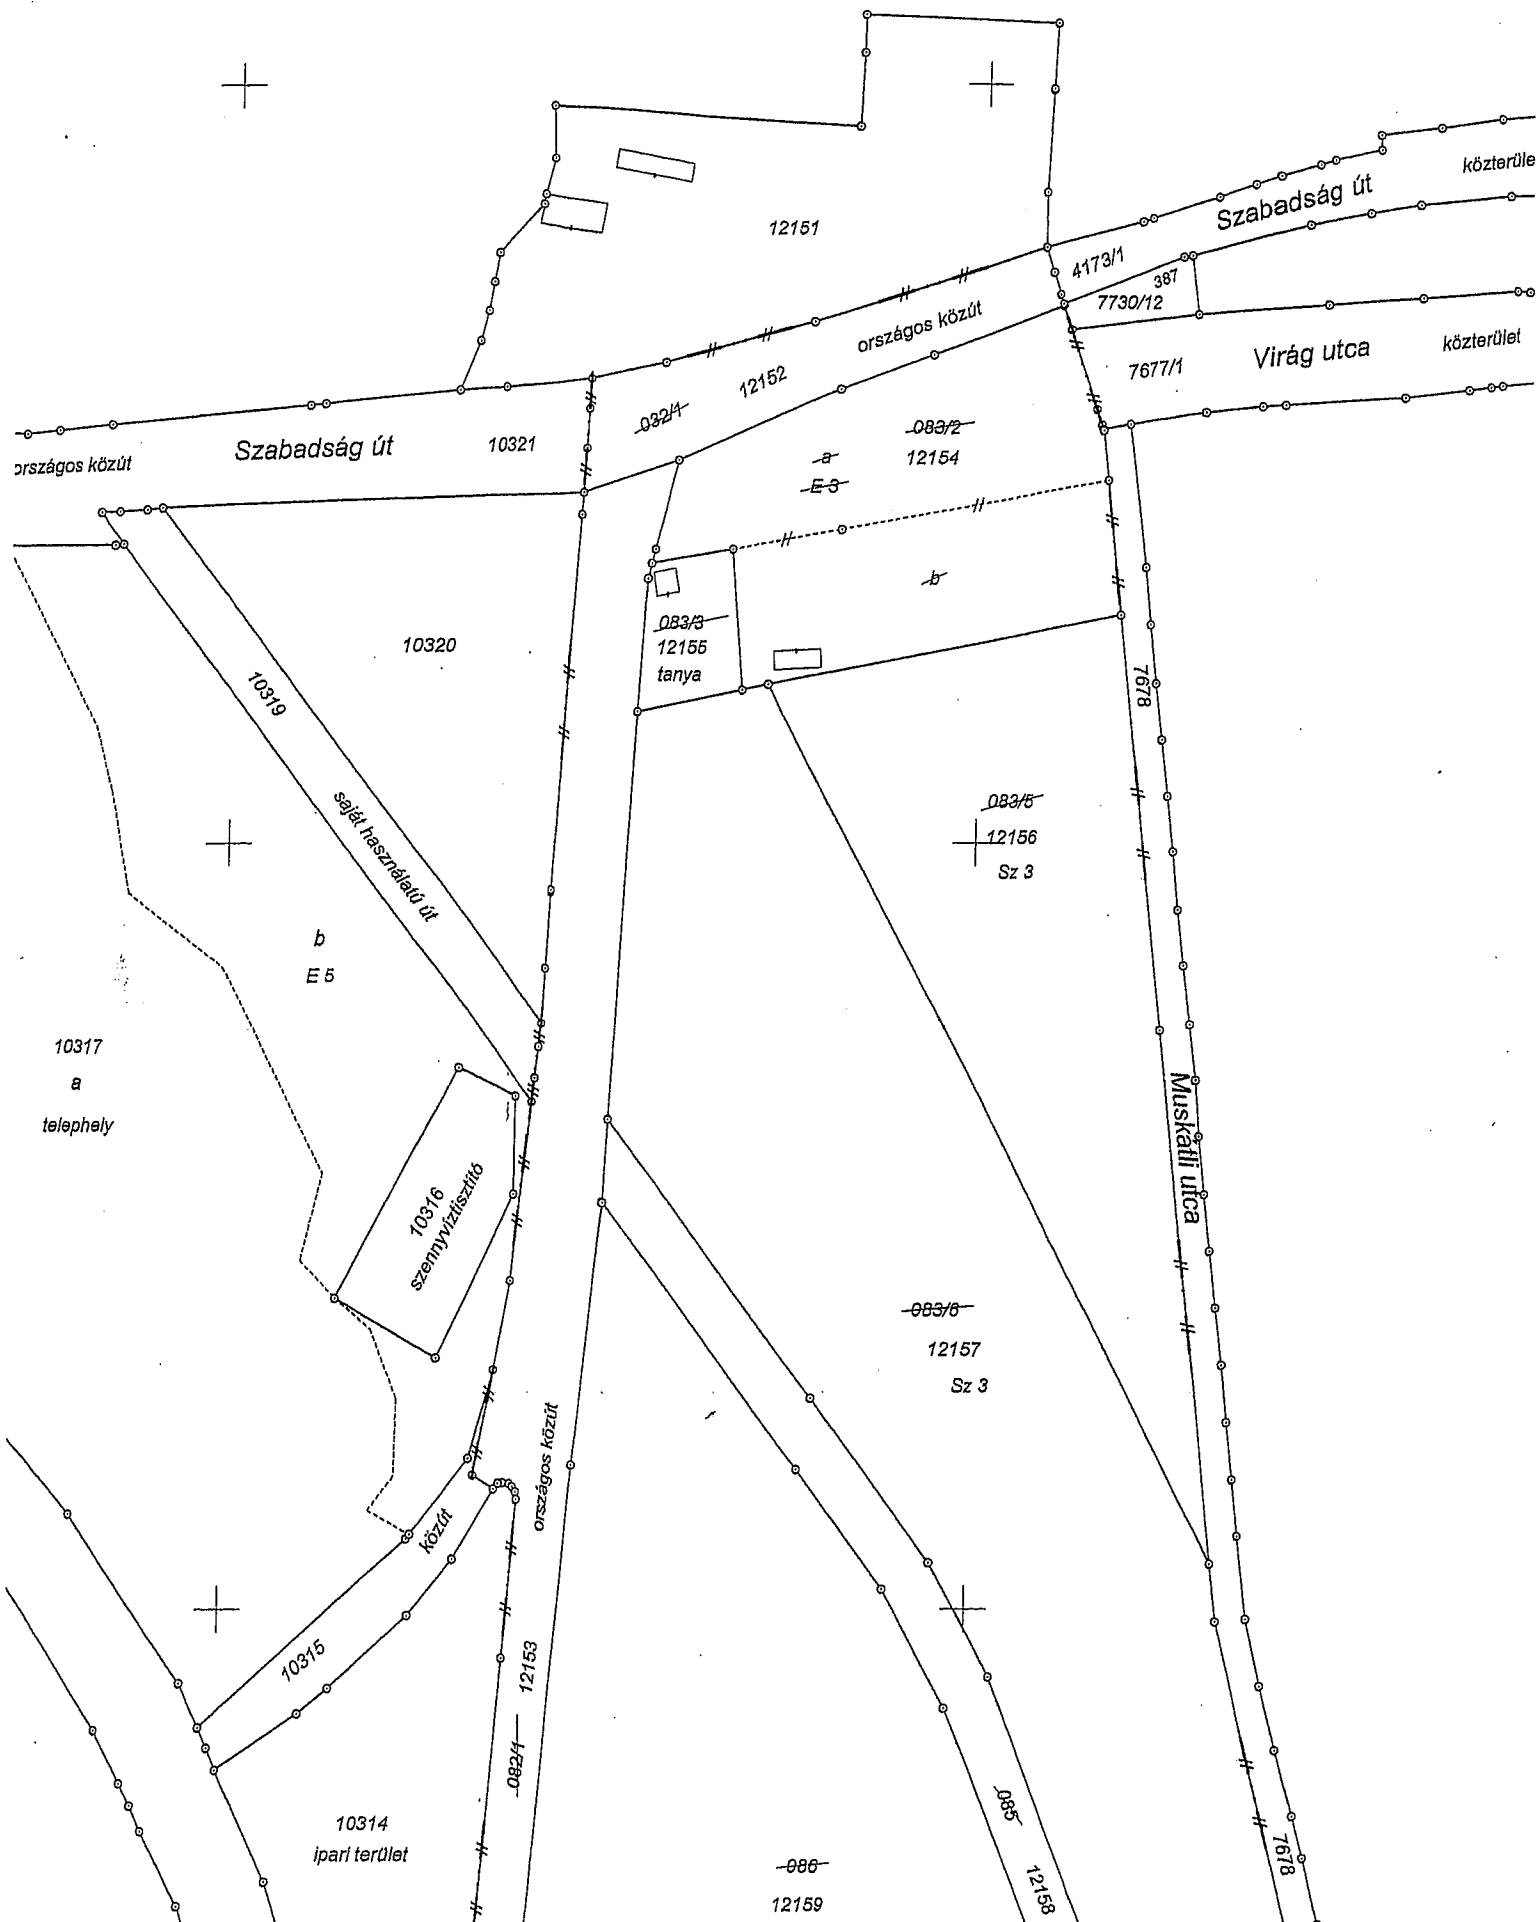 közterüle
Szabadság út
12151
4173/1
387
7730/12
országos közút
Virág utca
közterület
7677/1
12152
032/1
083/2
a
12154
E 3
Szabadság út
10321
országos közút
b
083/3
12155
tanya
10320
10319
7678
saját használatú út
083/5
12156
Sz 3
b
E 5
10317
a
telephely
Muskátli utca
10316
szennyvíztisztító
083/6
12157
Sz 3
országos közút
közút
10315
12153
082/1
10314
ipari terület
085
12158
7678
086
12159